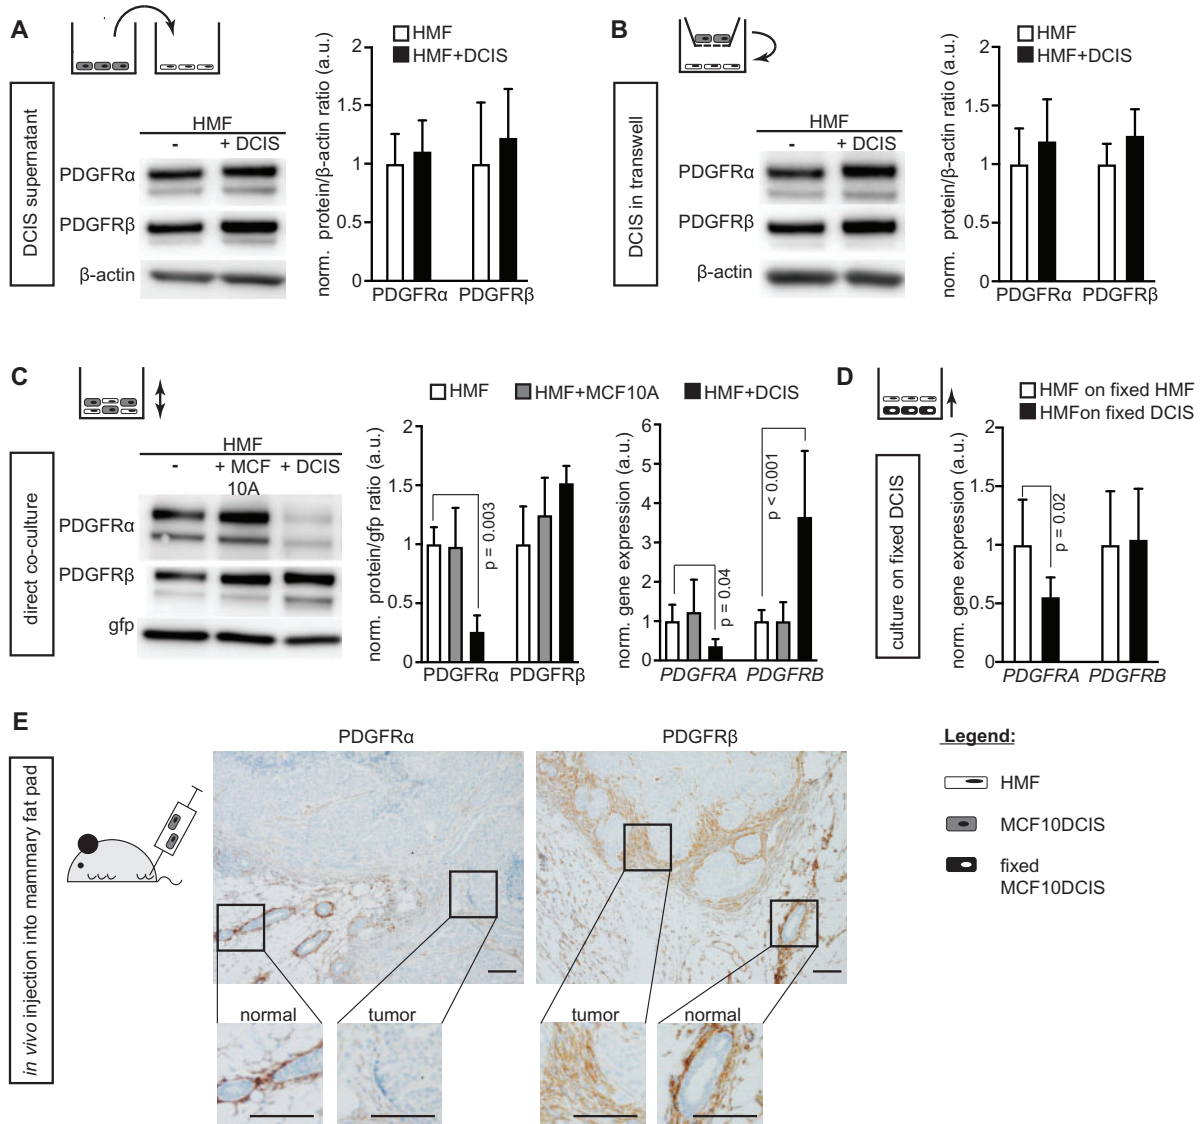 A
DCIS supernatant
HMF
- + DCIS
PDGFRα
PDGFRβ
β-actin
HMF
HMF+DCIS
norm. protein/β-actin ratio (a.u.)
2
1.5
1
0.5
0
PDGFRα PDGFRβ
B
DCIS in transwell
HMF
- + DCIS
PDGFRα
PDGFRβ
β-actin
HMF
HMF+DCIS
norm. protein/β-actin ratio (a.u.)
2
1.5
1
0.5
0
PDGFRα PDGFRβ
C
direct co-culture
HMF
- + MCF + DCIS
10A
PDGFRα
PDGFRβ
gfp
HMF HMF+MCF10A HMF+DCIS
norm. protein/gfp ratio (a.u.)
2
1.5
1
0.5
0
p = 0.003
PDGFRα PDGFRβ
norm. gene expression (a.u.)
6
5
4
2
1
0
p = 0.04
p < 0.001
PDGFRA PDGFRB
D
culture on fixed DCIS
HMF on fixed HMF
HMFon fixed DCIS
norm. gene expression (a.u.)
2
1.5
1
0.5
0
p = 0.02
PDGFRA PDGFRB
E
in vivo injection into mammary fat pad
PDGFRα
PDGFRβ
normal
tumor
tumor
normal
Legend:
HMF
MCF10DCIS
fixed
MCF10DCIS